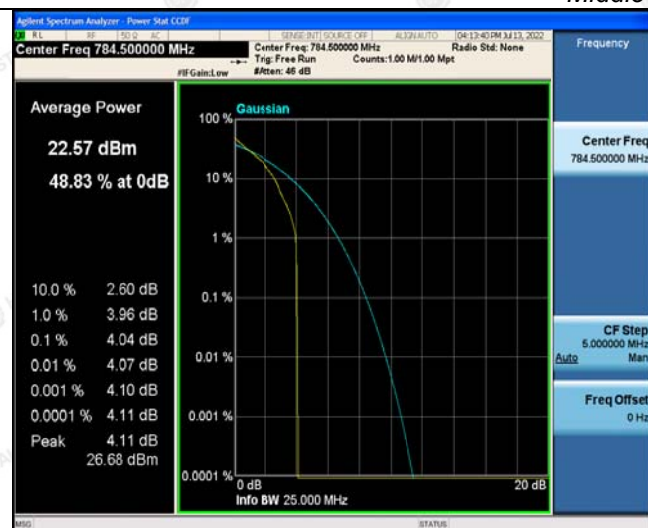 Middle
Agilent Spectrum Analyzer - Power Stat CCDF
RL RF 50 Ω AC SENSE:INT SOURCE OFF ALIGN AUTO 04:13:40 PM Jul 13, 2022
Center Freq 784.500000 MHz
Center Freq: 784.500000 MHz Radio Std: None
Trig: Free Run Counts:1.00 M/1.00 Mpt
#IFGain:Low #Atten: 46 dB
Frequency
Average Power
22.57 dBm
48.83 % at 0dB
10.0 % 2.60 dB
1.0 % 3.96 dB
0.1 % 4.04 dB
0.01 % 4.07 dB
0.001 % 4.10 dB
0.0001 % 4.11 dB
Peak 4.11 dB
26.68 dBm
Gaussian
100 %
10 %
1 %
0.1 %
0.01 %
0.001 %
0.0001 %
0 dB 20 dB
Info BW 25.000 MHz
Center Freq
784.500000 MHz
CF Step
5.000000 MHz
Auto Man
Freq Offset
0 Hz
MSG STATUS